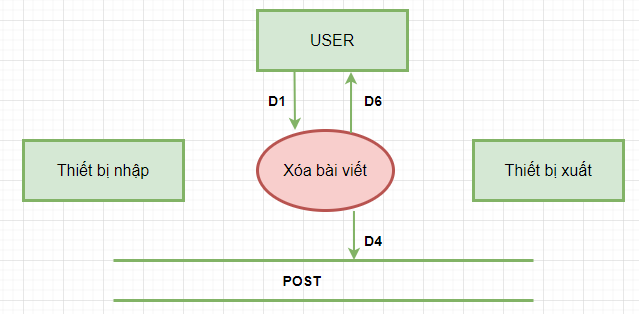 USER
D1
D6
Thiết bị nhập
Xóa bài viết
Thiết bị xuất
D4
POST